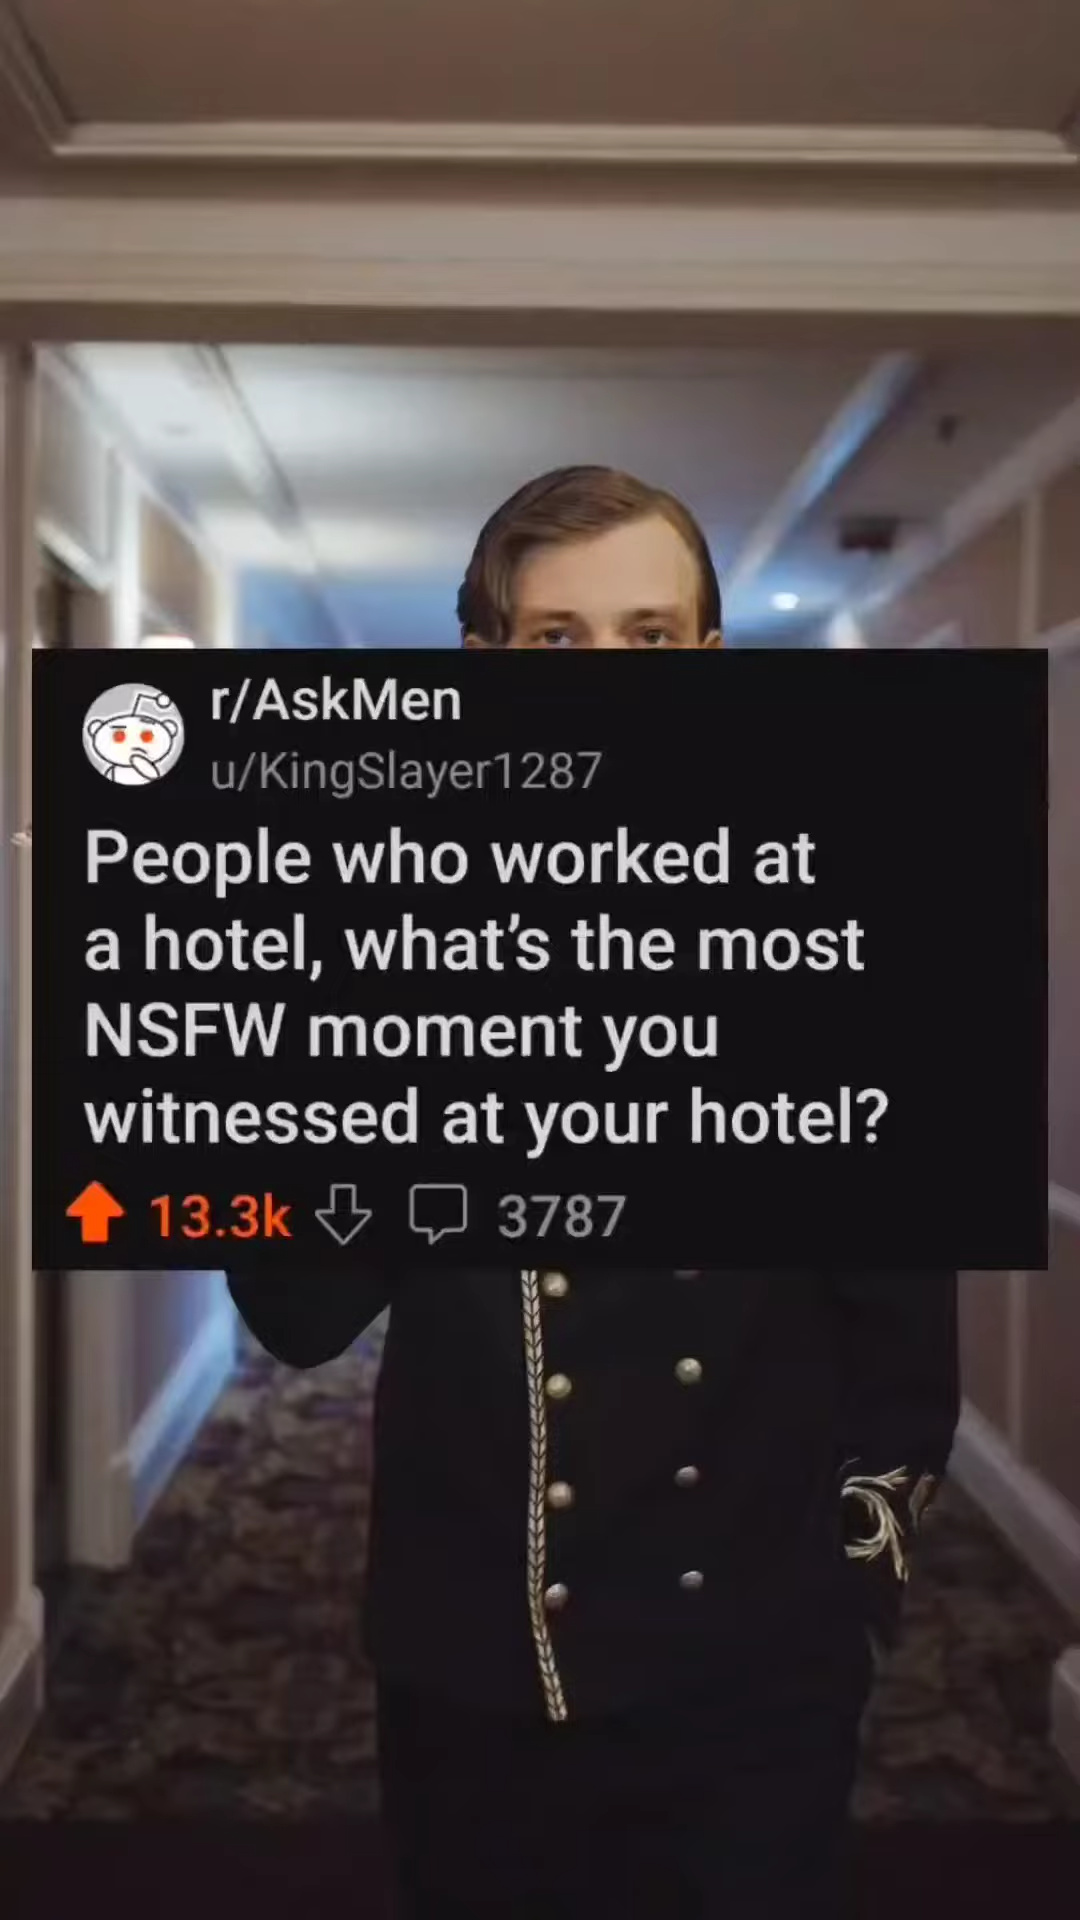 r/AskMen
u/KingSlayer1287
People who worked at
a hotel, what's the most
NSFW moment you
witnessed at your hotel?
13.3k 3787